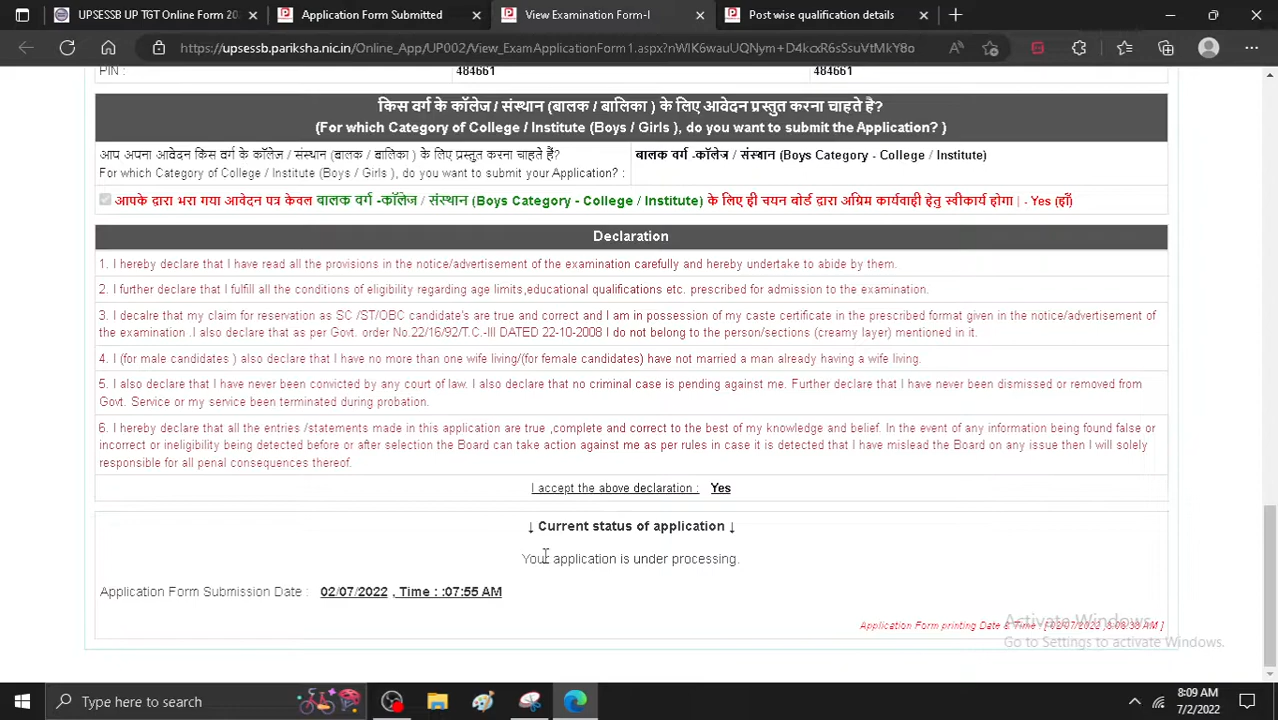 UPSESSB UP TGT Online Form 20
Application Form Submitted
View Examination Form-I
Post wise qualification details
https://upsessb.pariksha.nic.in/Online_App/UP002/View_ExamApplicationForm1.aspx?nWIK6wauUQNym+D4kcxR6sSsuVtMkY8o
PIN : 484661 484661
किस वर्ग के कॉलेज / संस्थान (बालक / बालिका ) के लिए आवेदन प्रस्तुत करना चाहते है?
(For which Category of College / Institute (Boys / Girls ), do you want to submit the Application? )
आप अपना आवेदन किस वर्ग के कॉलेज / संस्थान (बालक / बालिका ) के लिए प्रस्तुत करना चाहते हैं?
For which Category of College / Institute (Boys / Girls ), do you want to submit your Application? :
बालक वर्ग -कॉलेज / संस्थान (Boys Category - College / Institute)
आपके द्वारा भरा गया आवेदन पत्र केवल बालक वर्ग -कॉलेज / संस्थान (Boys Category - College / Institute) के लिए ही चयन वोर्ड द्वारा अग्रिम कार्यवाही हेतु स्वीकार्य होगा | - Yes (हाँ)
Declaration
1. I hereby declare that I have read all the provisions in the notice/advertisement of the examination carefully and hereby undertake to abide by them.
2. I further declare that I fulfill all the conditions of eligibility regarding age limits,educational qualifications etc. prescribed for admission to the examination.
3. I decalre that my claim for reservation as SC /ST/OBC candidate's are true and correct and I am in possession of my caste certificate in the prescribed format given in the notice/advertisement of
the examination .I also declare that as per Govt. order No.22/16/92/T.C.-III DATED 22-10-2008 I do not belong to the person/sections (creamy layer) mentioned in it.
4. I (for male candidates ) also declare that I have no more than one wife living/(for female candidates) have not married a man already having a wife living.
5. I also declare that I have never been convicted by any court of law. I also declare that no criminal case is pending against me. Further declare that I have never been dismissed or removed from
Govt. Service or my service been terminated during probation.
6. I hereby declare that all the entries /statements made in this application are true ,complete and correct to the best of my knowledge and belief. In the event of any information being found false or
incorrect or ineligibility being detected before or after selection the Board can take action against me as per rules in case it is detected that I have mislead the Board on any issue then I will solely
responsible for all penal consequences thereof.
I accept the above declaration : Yes
↓ Current status of application ↓
Your application is under processing.
Application Form Submission Date : 02/07/2022 , Time : :07:55 AM
Application Form printing Date & Time : [ 02/07/2022 ,8:08:38 AM ]
Activate Windows
Go to Settings to activate Windows.
Type here to search
8:09 AM
7/2/2022